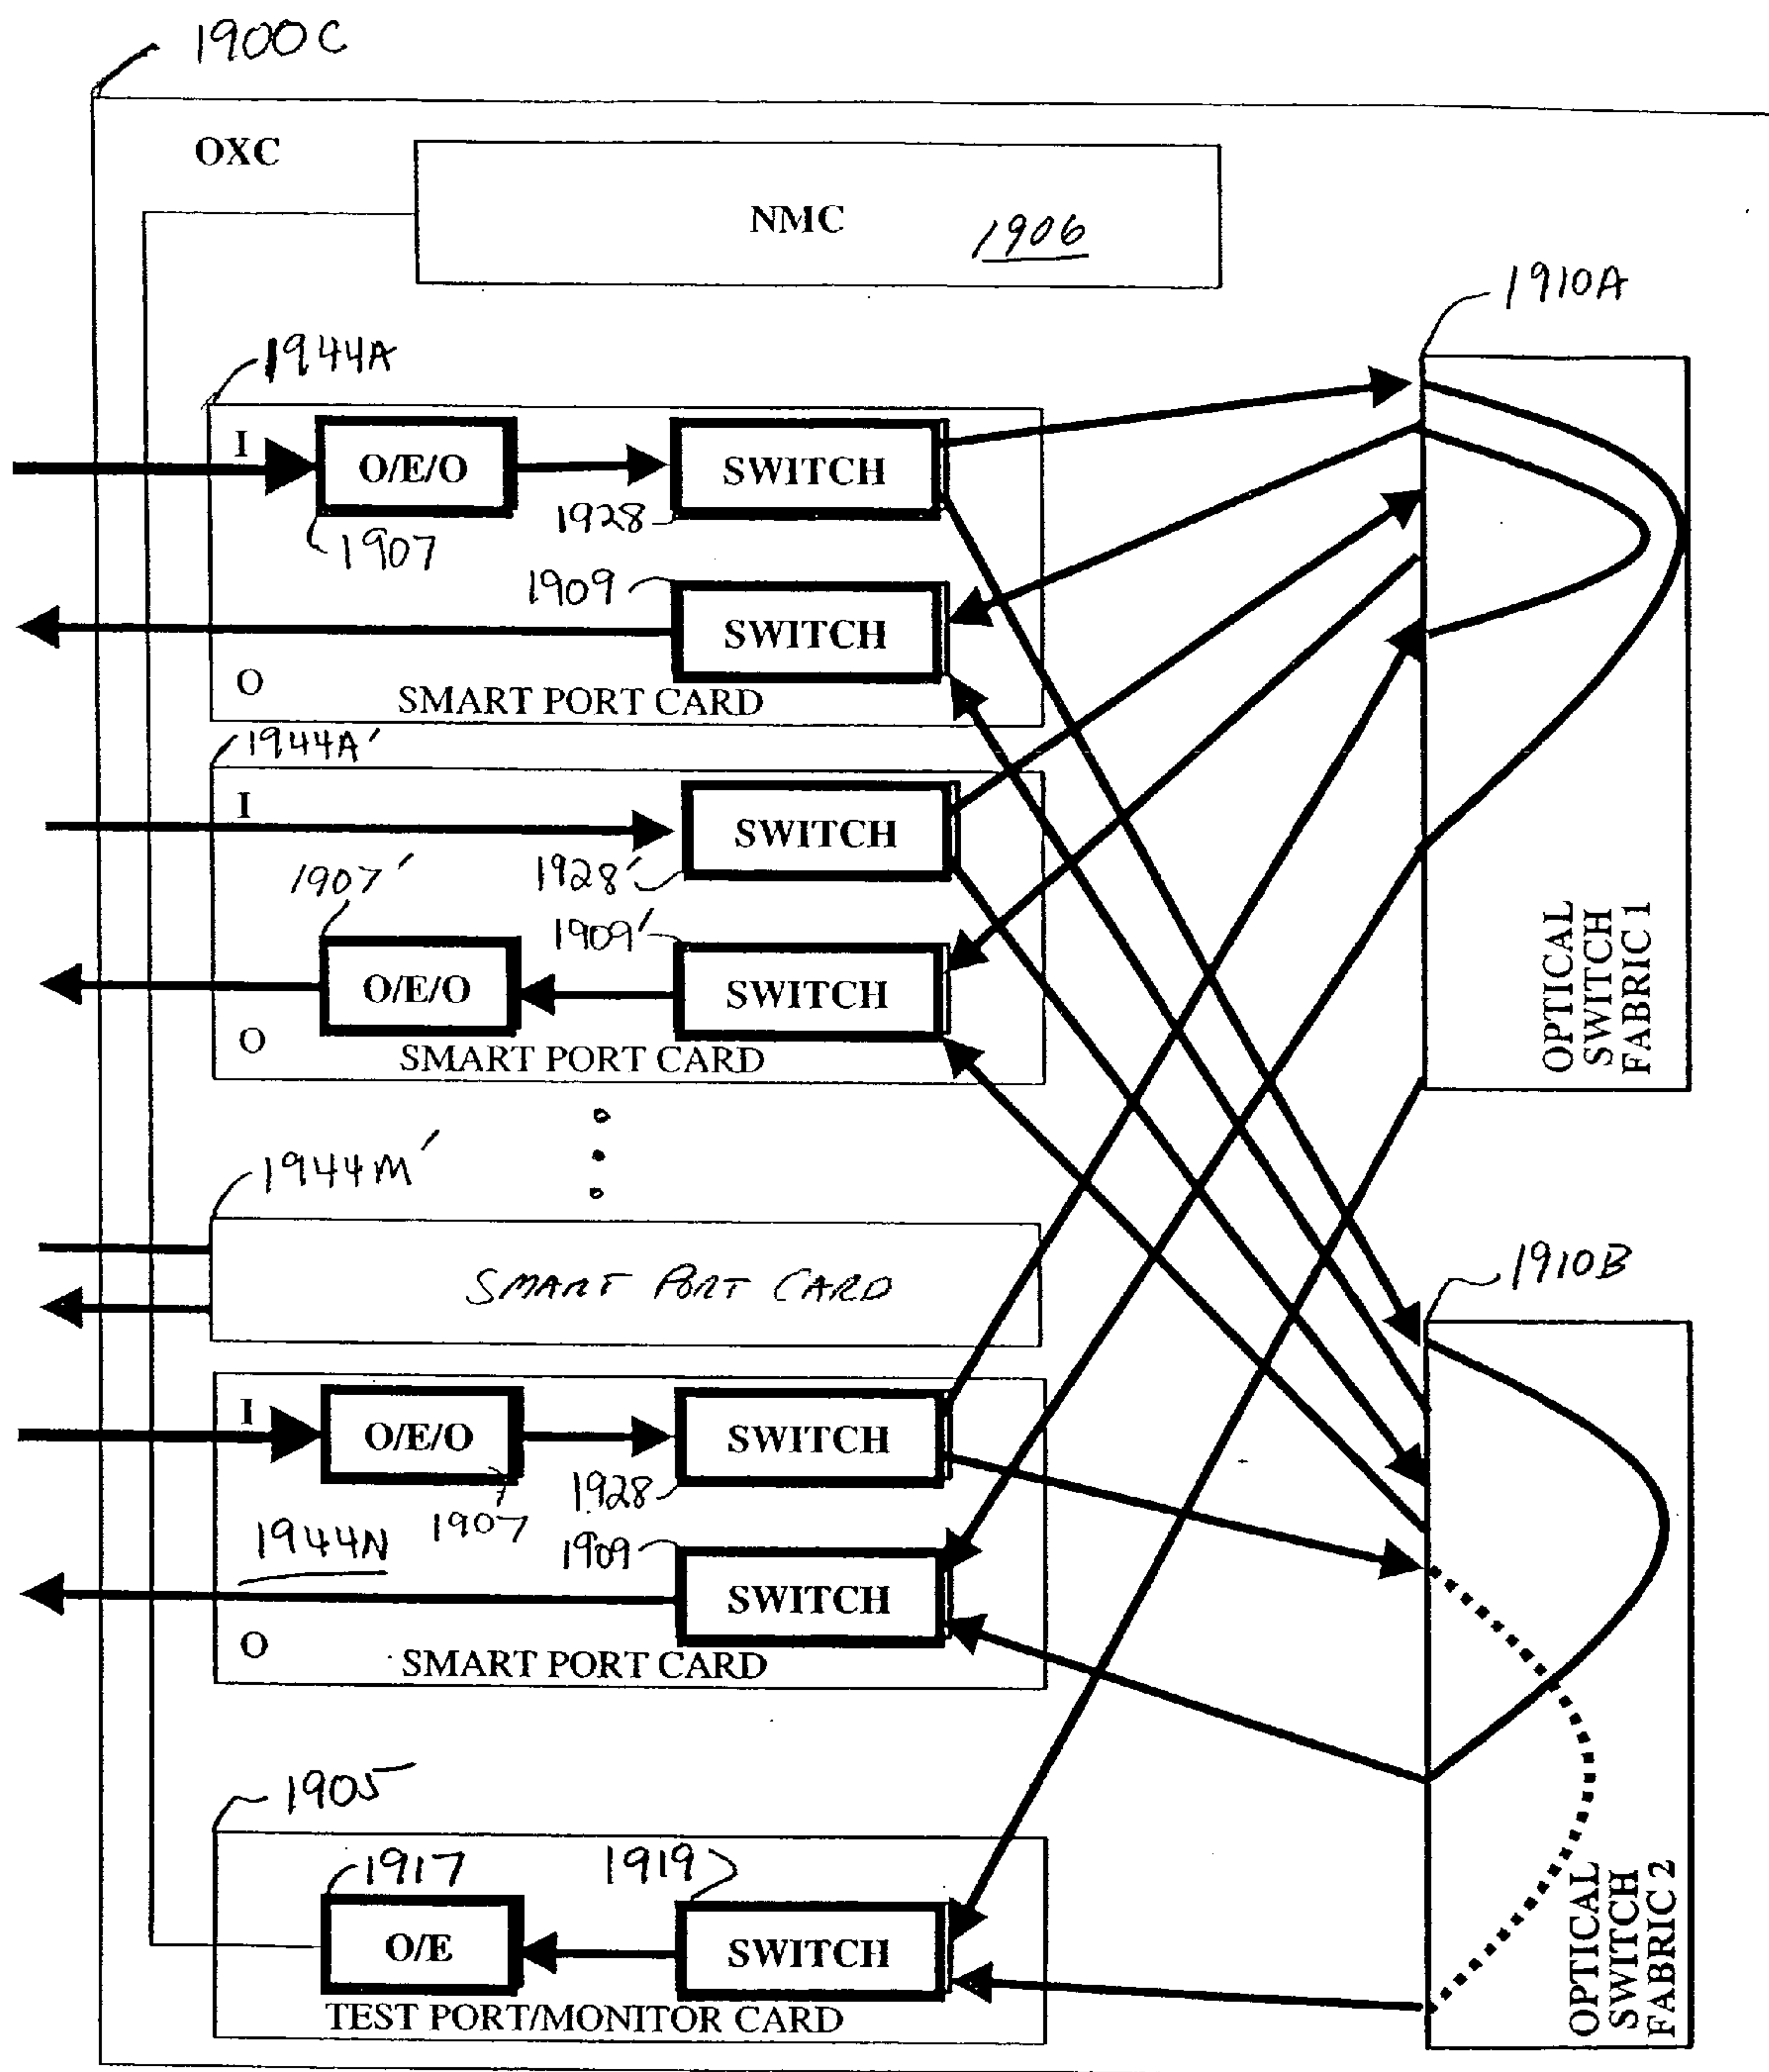 1900C
OXC
NMC 1906
1910A
1944A
I
O/E/O
SWITCH
1928
1907
1909
SWITCH
O
SMART PORT CARD
1944A'
I
SWITCH
1907'
1928'
1909'
O/E/O
SWITCH
O
SMART PORT CARD
OPTICAL
SWITCH
FABRIC 1
1944M'
SMART PORT CARD
1910B
I
O/E/O
SWITCH
1928
1907
1944N
1909
SWITCH
O
SMART PORT CARD
1905
1917
1919
O/E
SWITCH
TEST PORT/MONITOR CARD
OPTICAL
SWITCH
FABRIC 2